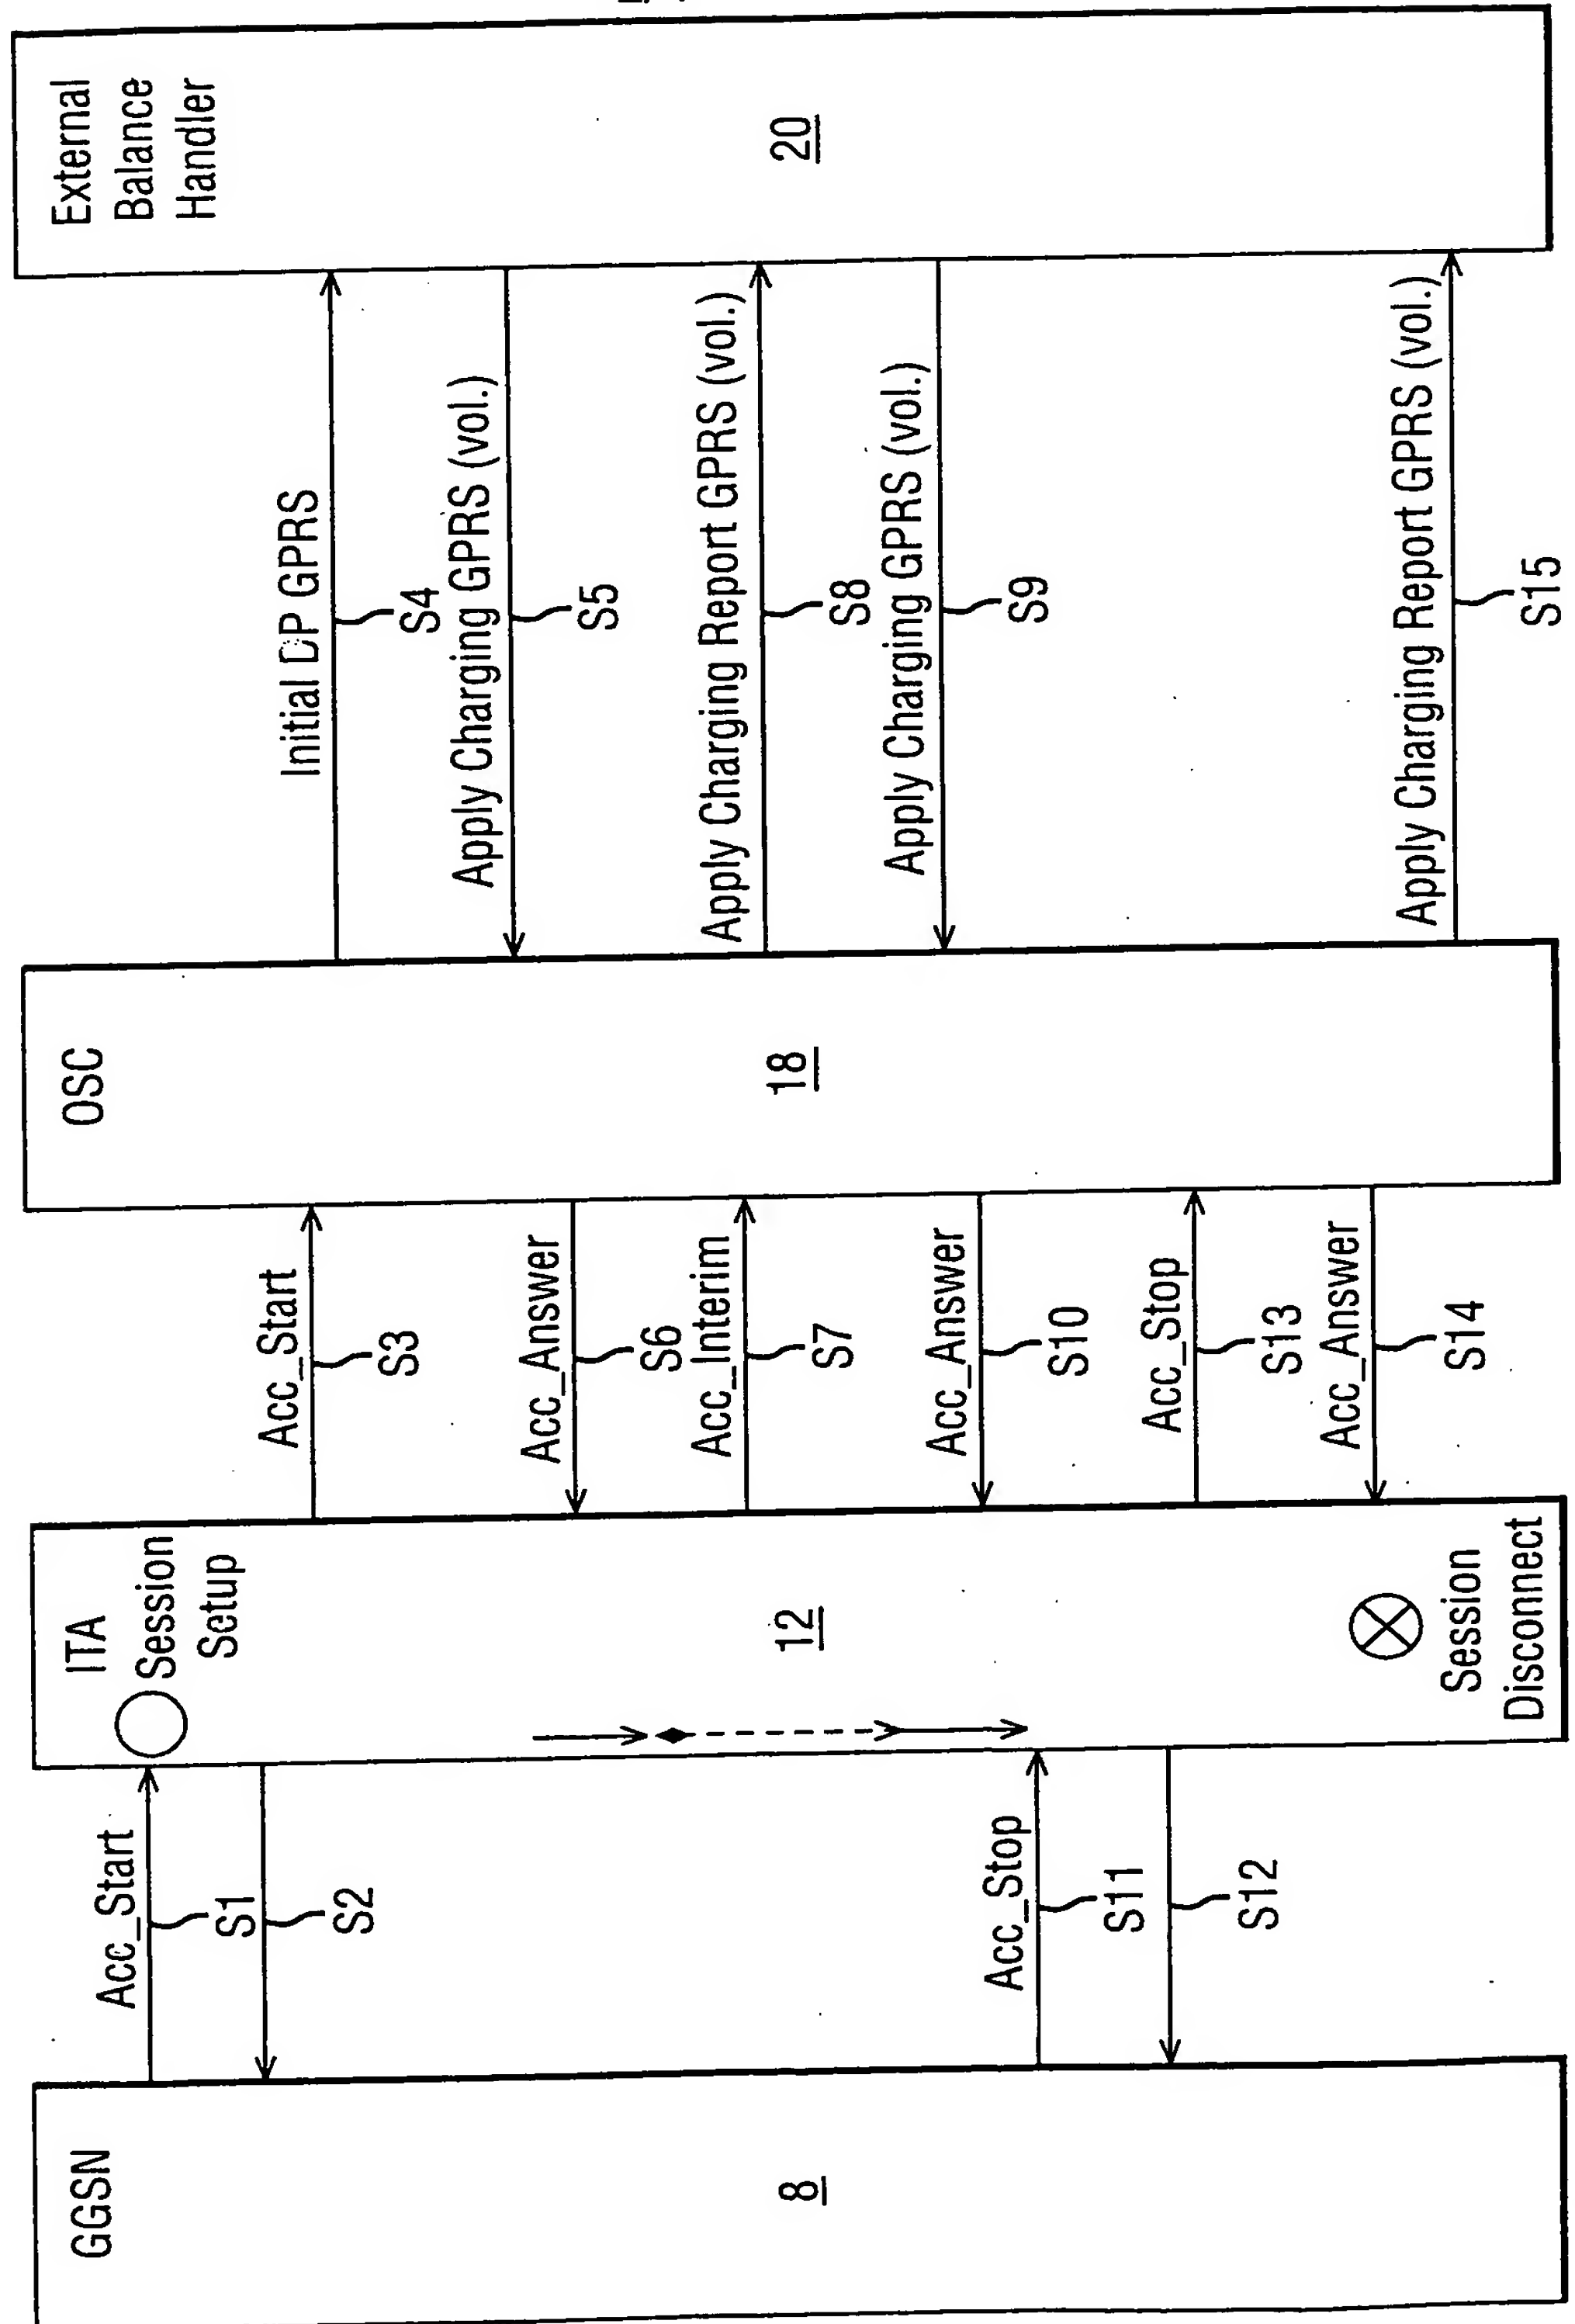 GGSN
8
Acc_Start
S1
S2
Acc_Stop
S11
S12
ITA
Session
Setup
12
Session
Disconnect
Acc_Start
S3
Acc_Answer
S6
Acc_Interim
S7
Acc_Answer
S10
Acc_Stop
S13
Acc_Answer
S14
OSC
18
Initial DP GPRS
S4
Apply Charging GPRS (vol.)
S5
Apply Charging Report GPRS (vol.)
S8
Apply Charging GPRS (vol.)
S9
Apply Charging Report GPRS (vol.)
S15
External
Balance
Handler
20